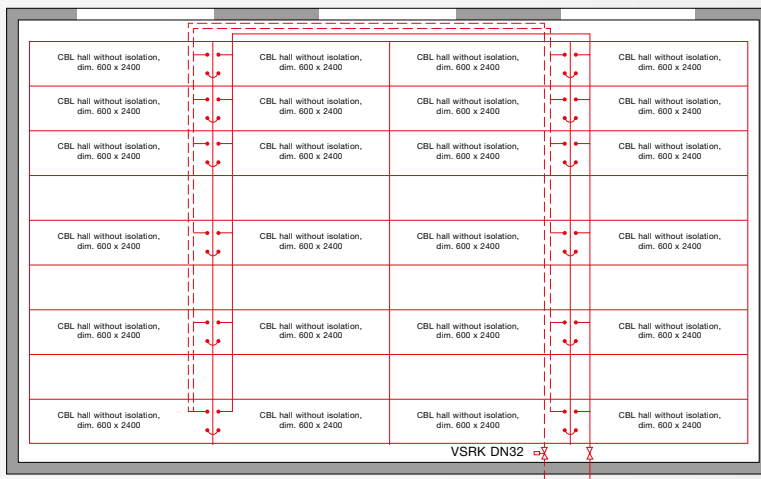 CBL hall without isolation,
dim. 600 x 2400
CBL hall without isolation,
dim. 600 x 2400
CBL hall without isolation,
dim. 600 x 2400
CBL hall without isolation,
dim. 600 x 2400
CBL hall without isolation,
dim. 600 x 2400
CBL hall without isolation,
dim. 600 x 2400
CBL hall without isolation,
dim. 600 x 2400
CBL hall without isolation,
dim. 600 x 2400
CBL hall without isolation,
dim. 600 x 2400
CBL hall without isolation,
dim. 600 x 2400
CBL hall without isolation,
dim. 600 x 2400
CBL hall without isolation,
dim. 600 x 2400
CBL hall without isolation,
dim. 600 x 2400
CBL hall without isolation,
dim. 600 x 2400
CBL hall without isolation,
dim. 600 x 2400
CBL hall without isolation,
dim. 600 x 2400
CBL hall without isolation,
dim. 600 x 2400
CBL hall without isolation,
dim. 600 x 2400
CBL hall without isolation,
dim. 600 x 2400
CBL hall without isolation,
dim. 600 x 2400
CBL hall without isolation,
dim. 600 x 2400
CBL hall without isolation,
dim. 600 x 2400
CBL hall without isolation,
dim. 600 x 2400
CBL hall without isolation,
dim. 600 x 2400
VSRK DN32